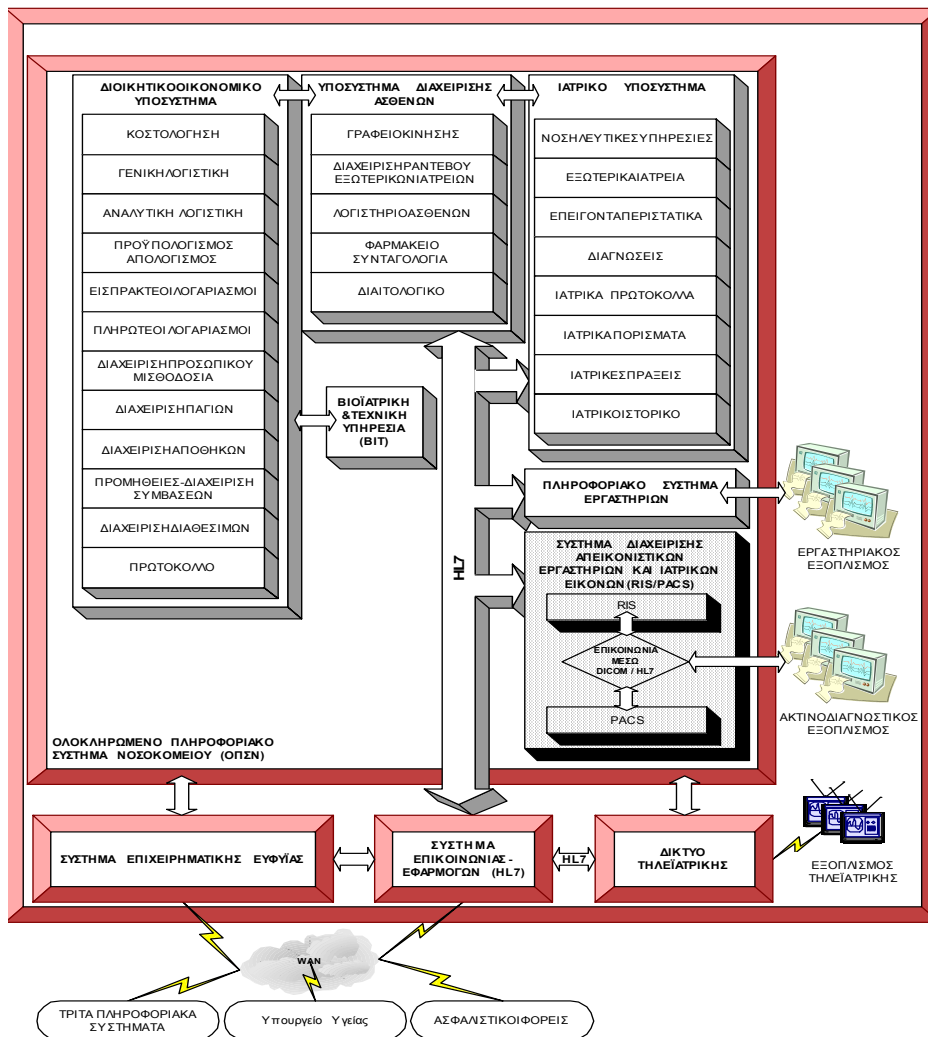 ΔΙΟΙΚΗΤΙΚΟΟΙΚΟΝΟΜΙΚΟ
ΥΠΟΣΥΣΤΗΜΑ
ΚΟΣΤΟΛΟΓΗΣΗ
ΓΕΝΙΚΗΛΟΓΙΣΤΙΚΗ
ΑΝΑΛΥΤΙΚΗ ΛΟΓΙΣΤΙΚΗ
ΠΡΟΫΠΟΛΟΓΙΣΜΟΣ
ΑΠΟΛΟΓΙΣΜΟΣ
ΕΙΣΠΡΑΚΤΕΟΙΛΟΓΑΡΙΑΣΜΟΙ
ΠΛΗΡΩΤΕΟΙΛΟΓΑΡΙΑΣΜΟΙ
ΔΙΑΧΕΙΡΙΣΗΠΡΟΣΩΠΙΚΟΥ
ΜΙΣΘΟΔΟΣΙΑ
ΔΙΑΧΕΙΡΙΣΗΠΑΓΙΩΝ
ΔΙΑΧΕΙΡΙΣΗΑΠΟΘΗΚΩΝ
ΠΡΟΜΗΘΕΙΕΣ-ΔΙΑΧΕΙΡΙΣΗ
ΣΥΜΒΑΣΕΩΝ
ΔΙΑΧΕΙΡΙΣΗΔΙΑΘΕΣΙΜΩΝ
ΠΡΩΤΟΚΟΛΛΟ
ΥΠΟΣΥΣΤΗΜΑ ΔΙΑΧΕΙΡΙΣΗΣ
ΑΣΘΕΝΩΝ
ΓΡΑΦΕΙΟΚΙΝΗΣΗΣ
ΔΙΑΧΕΙΡΙΣΗΡΑΝΤΕΒΟΥ
ΕΞΩΤΕΡΙΚΩΝΙΑΤΡΕΙΩΝ
ΛΟΓΙΣΤΗΡΙΟΑΣΘΕΝΩΝ
ΦΑΡΜΑΚΕΙΟ
ΣΥΝΤΑΓΟΛΟΓΙΑ
ΔΙΑΙΤΟΛΟΓΙΚΟ
ΙΑΤΡΙΚΟ ΥΠΟΣΥΣΤΗΜΑ
ΝΟΣΗΛΕΥΤΙΚΕΣΥΠΗΡΕΣΙΕΣ
ΕΞΩΤΕΡΙΚΑΙΑΤΡΕΙΑ
ΕΠΕΙΓΟΝΤΑΠΕΡΙΣΤΑΤΙΚΑ
ΔΙΑΓΝΩΣΕΙΣ
ΙΑΤΡΙΚΑ ΠΡΩΤΟΚΟΛΛΑ
ΙΑΤΡΙΚΑΠΟΡΙΣΜΑΤΑ
ΙΑΤΡΙΚΕΣΠΡΑΞΕΙΣ
ΙΑΤΡΙΚΟΙΣΤΟΡΙΚΟ
ΒΙΟΪΑΤΡΙΚΗ
&ΤΕΧΝΙΚΗ
ΥΠΗΡΕΣΙΑ
(ΒΙΤ)
HL7
ΠΛΗΡΟΦΟΡΙΑΚΟ ΣΥΣΤΗΜΑ
ΕΡΓΑΣΤΗΡΙΩΝ
ΕΡΓΑΣΤΗΡΙΑΚΟΣ
ΕΞΟΠΛΙΣΜΟΣ
ΣΥΣΤΗΜΑ ΔΙΑΧΕΙΡΙΣΗΣ
ΑΠΕΙΚΟΝΙΣΤΙΚΩΝ
ΕΡΓΑΣΤΗΡΙΩΝ ΚΑΙ ΙΑΤΡΙΚΩΝ
ΕΙΚΟΝΩΝ (RIS/PACS)
RIS
ΕΠΙΚΟΙΝΩΝΙΑ
ΜΕΣΩ
DICOM / HL7
PACS
ΑΚΤΙΝΟΔΙΑΓΝΩΣΤΙΚΟΣ
ΕΞΟΠΛΙΣΜΟΣ
ΟΛΟΚΛΗΡΩΜΕΝΟ ΠΛΗΡΟΦΟΡΙΑΚΟ
ΣΥΣΤΗΜΑ ΝΟΣΟΚΟΜΕΙΟΥ (ΟΠΣΝ)
ΣΥΣΤΗΜΑ ΕΠΙΧΕΙΡΗΜΑΤΙΚΗΣ ΕΥΦΥΪΑΣ
ΣΥΣΤΗΜΑ
ΕΠΙΚΟΙΝΩΝΙΑΣ-
ΕΦΑΡΜΟΓΩΝ (HL7)
HL7
ΔΙΚΤΥΟ
ΤΗΛΕΪΑΤΡΙΚΗΣ
ΕΞΟΠΛΙΣΜΟΣ
ΤΗΛΕΪΑΤΡΙΚΗΣ
WAN
ΤΡΙΤΑ ΠΛΗΡΟΦΟΡΙΑΚΑ
ΣΥΣΤΗΜΑΤΑ
Υπουργείο Υγείας
ΑΣΦΑΛΙΣΤΙΚΟΙΦΟΡΕΙΣ